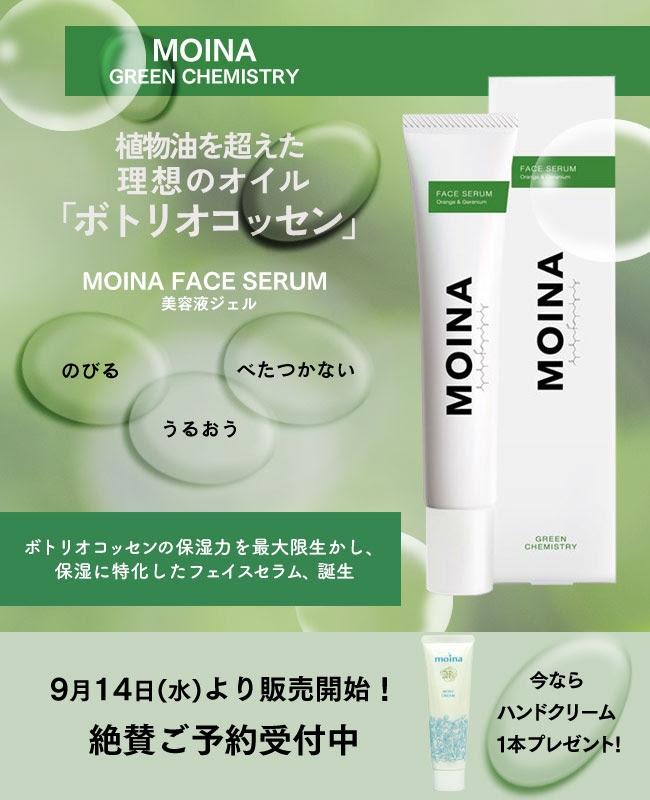 MOINA
GREEN CHEMISTRY
植物油を超えた
理想のオイル
「ボトリオコッセン」
MOINA FACE SERUM
美容液ジェル
のびる
べたつかない
うるおう
FACE SERUM
Orange & Geranium
MOINA
FACE SERUM
Orange & Geranium
MOINA
GREEN
CHEMISTRY
ボトリオコッセンの保湿力を最大限生かし、
保湿に特化したフェイスセラム、誕生
9月14日(水)より販売開始！
絶賛ご予約受付中
moina
MOIST
CREAM
今なら
ハンドクリーム
1本プレゼント!